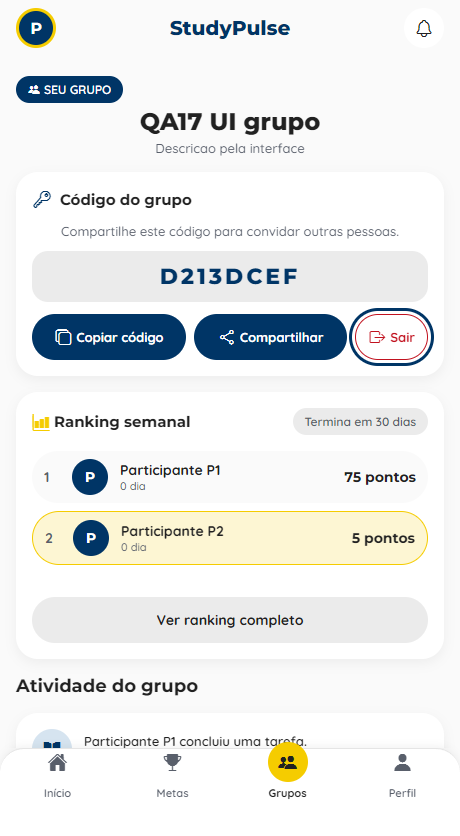 P
StudyPulse
SEU GRUPO
QA17 UI grupo
Descricao pela interface
Código do grupo
Compartilhe este código para convidar outras pessoas.
D213DCEF
Copiar código
Compartilhar
Sair
Ranking semanal
Termina em 30 dias
1
P
Participante P1
0 dia
75 pontos
2
P
Participante P2
0 dia
5 pontos
Ver ranking completo
Atividade do grupo
Participante P1 concluiu uma tarefa.
Início
Metas
Grupos
Perfil